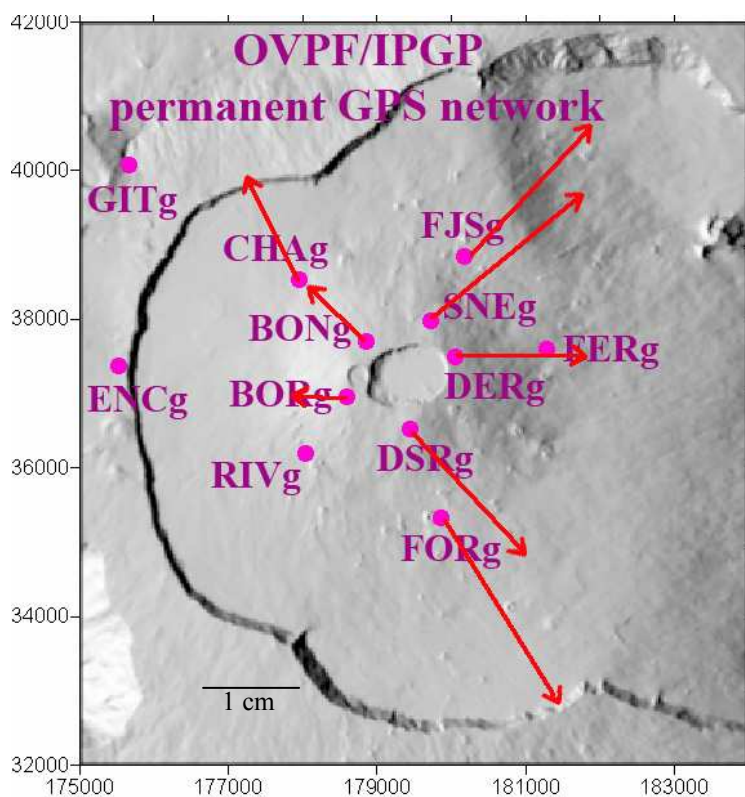 42000
OVPF/IPGP
permanent GPS network
40000
GITg
FJSg
CHAg
SNEg
38000
BONg
FERg
DERg
ENCg
BORg
DSRg
36000
RIVg
FORg
34000
1 cm
32000
175000 177000 179000 181000 183000